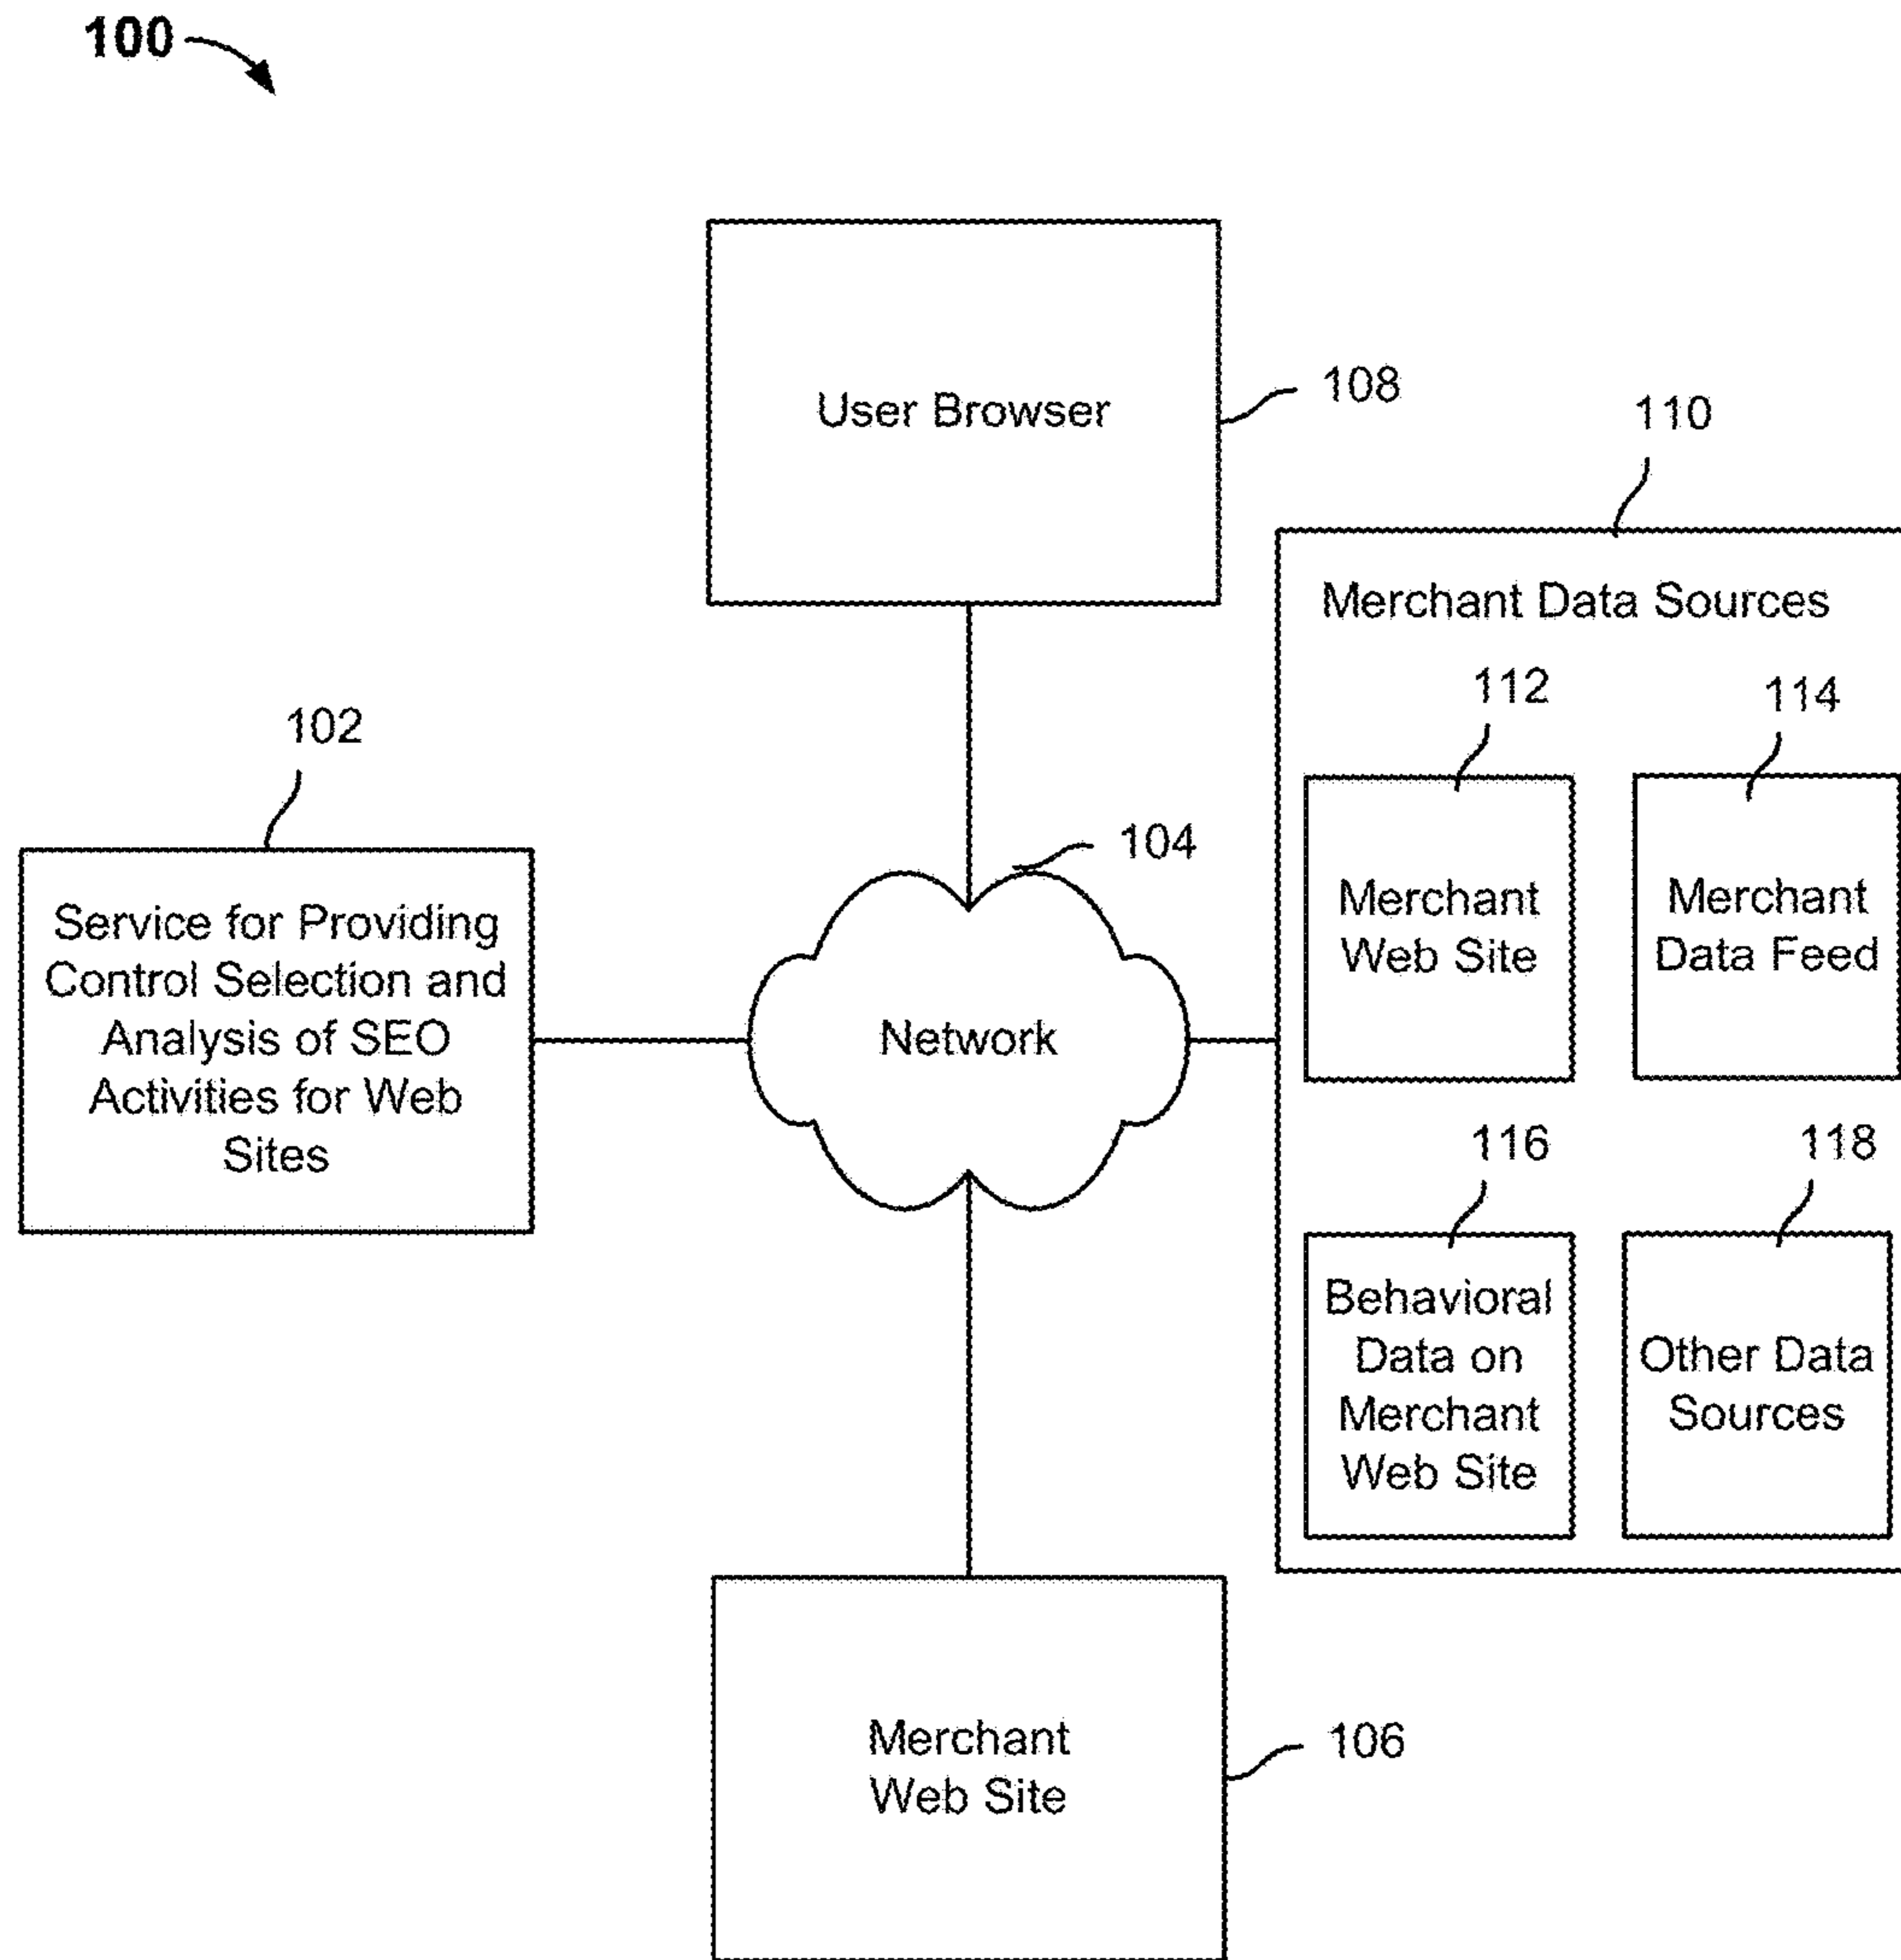 100
User Browser
108
110
Merchant Data Sources
112
114
Merchant
Web Site
Merchant
Data Feed
102
Service for Providing
Control Selection and
Analysis of SEO
Activities for Web
Sites
104
Network
116
118
Behavioral
Data on
Merchant
Web Site
Other Data
Sources
Merchant
Web Site
106